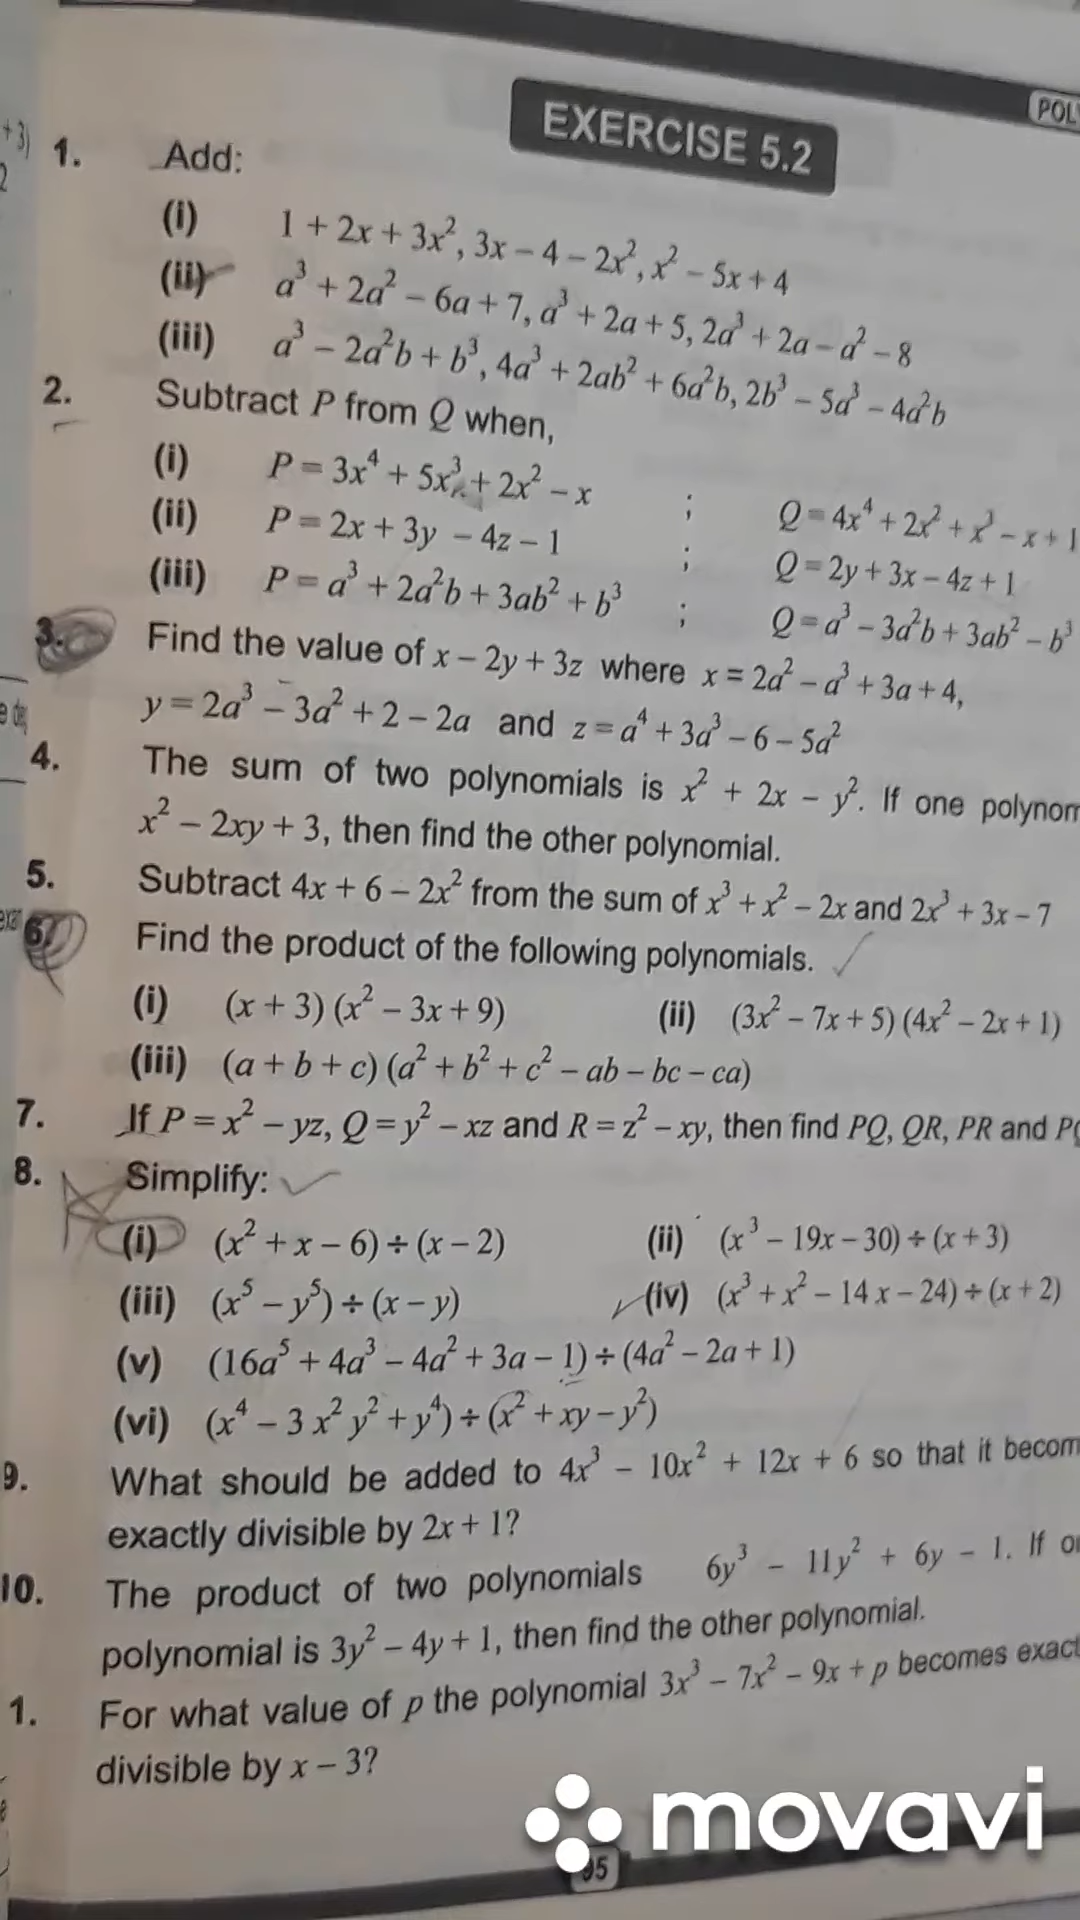 POL
EXERCISE 5.2
+ 3)
2
1. Add:
(i) 1 + 2x + 3x², 3x – 4 – 2x², x² – 5x + 4
(ii) a³ + 2a² – 6a + 7, a³ + 2a + 5, 2a³ + 2a – a² – 8
(iii) a³ – 2a²b + b³, 4a³ + 2ab² + 6a²b, 2b³ – 5a³ – 4a²b
2. Subtract P from Q when,
(i) P = 3x⁴ + 5x³ + 2x² – x ; Q = 4x⁴ + 2x² + x³ – x + 1
(ii) P = 2x + 3y – 4z – 1 ; Q = 2y + 3x – 4z + 1
(iii) P = a³ + 2a²b + 3ab² + b³ ; Q = a³ – 3a²b + 3ab² – b³
3. Find the value of x – 2y + 3z where x = 2a² – a³ + 3a + 4,
y = 2a³ – 3a² + 2 – 2a and z = a⁴ + 3a³ – 6 – 5a²
4. The sum of two polynomials is x² + 2x – y². If one polynom
x² – 2xy + 3, then find the other polynomial.
5. Subtract 4x + 6 – 2x² from the sum of x³ + x² – 2x and 2x³ + 3x – 7
6. Find the product of the following polynomials.
(i) (x + 3) (x² – 3x + 9) (ii) (3x² – 7x + 5) (4x² – 2x + 1)
(iii) (a + b + c) (a² + b² + c² – ab – bc – ca)
7. If P = x² – yz, Q = y² – xz and R = z² – xy, then find PQ, QR, PR and PQ
8. Simplify:
(i) (x² + x – 6) ÷ (x – 2) (ii) (x³ – 19x – 30) ÷ (x + 3)
(iii) (x⁵ – y⁵) ÷ (x – y) (iv) (x³ + x² – 14x – 24) ÷ (x + 2)
(v) (16a⁵ + 4a³ – 4a² + 3a – 1) ÷ (4a² – 2a + 1)
(vi) (x⁴ – 3x²y² + y⁴) ÷ (x² + xy – y²)
9. What should be added to 4x³ – 10x² + 12x + 6 so that it becom
exactly divisible by 2x + 1?
10. The product of two polynomials 6y³ – 11y² + 6y – 1. If
polynomial is 3y² – 4y + 1, then find the other polynomial.
1. For what value of p the polynomial 3x³ – 7x² – 9x + p becomes exact
divisible by x – 3?
movavi
95